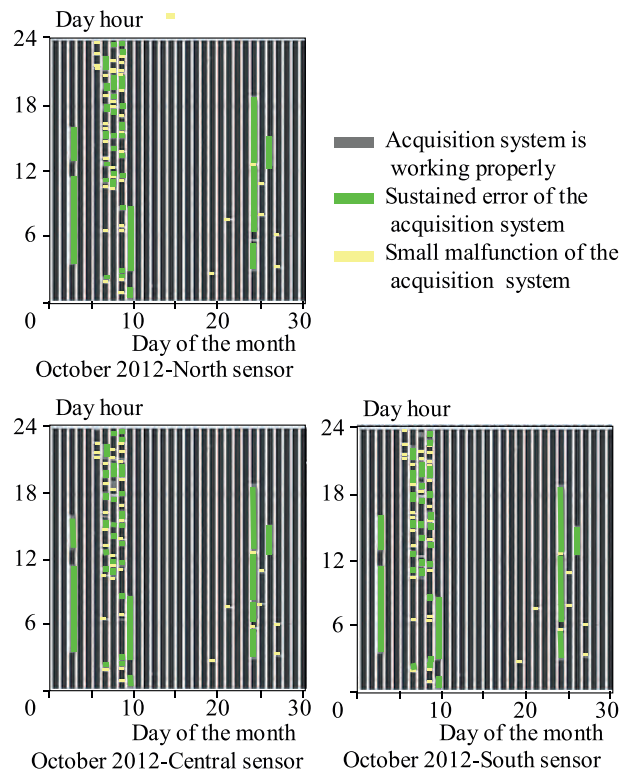 Day hour
24
18
12
6
0
10
20
30
Day of the month
October 2012-North sensor
Acquisition system is
working properly
Sustained error of the
acquisition system
Small malfunction of the
acquisition system
Day hour
24
18
12
6
0
10
20
30
Day of the month
October 2012-Central sensor
Day hour
24
18
12
6
0
10
20
30
Day of the month
October 2012-South sensor